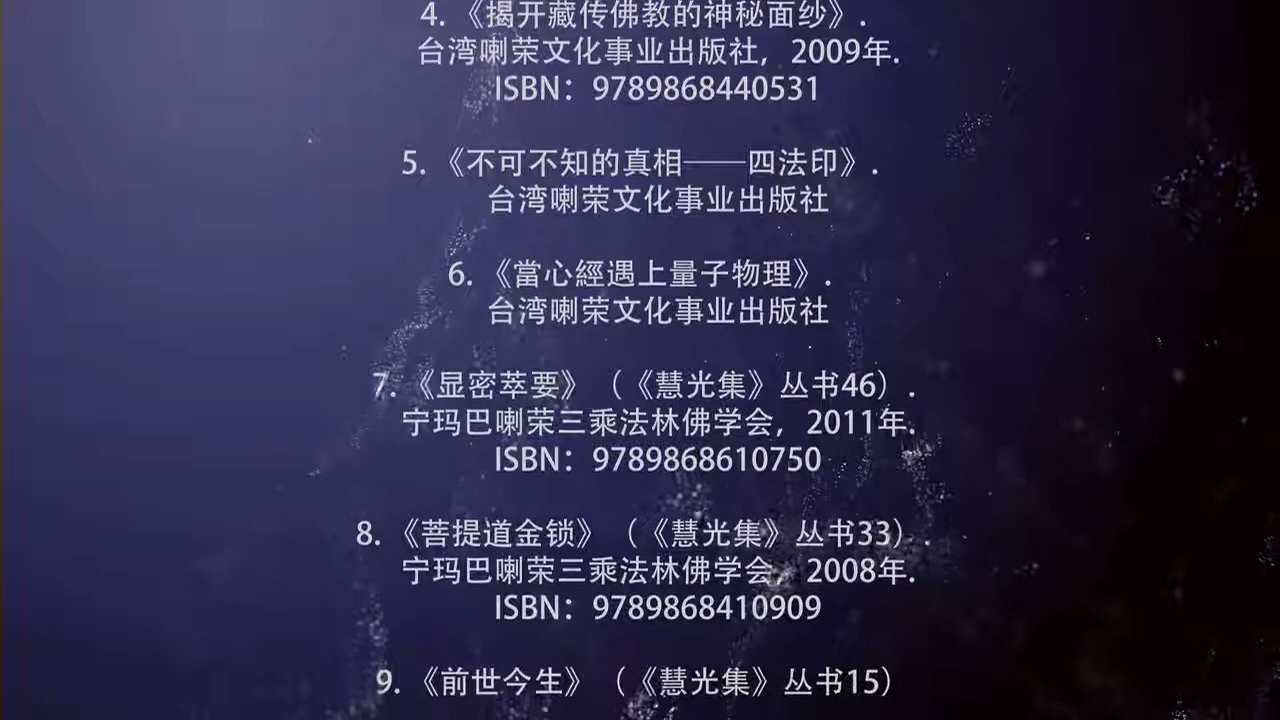 4. 《揭开藏传佛教的神秘面纱》.
台湾喇荣文化事业出版社，2009年.
ISBN：9789868440531
5. 《不可不知的真相——四法印》.
台湾喇荣文化事业出版社
6. 《當心經遇上量子物理》.
台湾喇荣文化事业出版社
7. 《显密萃要》（《慧光集》丛书46）.
宁玛巴喇荣三乘法林佛学会，2011年.
ISBN：9789868610750
8. 《菩提道金锁》（《慧光集》丛书33）.
宁玛巴喇荣三乘法林佛学会，2008年.
ISBN：9789868410909
9. 《前世今生》（《慧光集》丛书15）